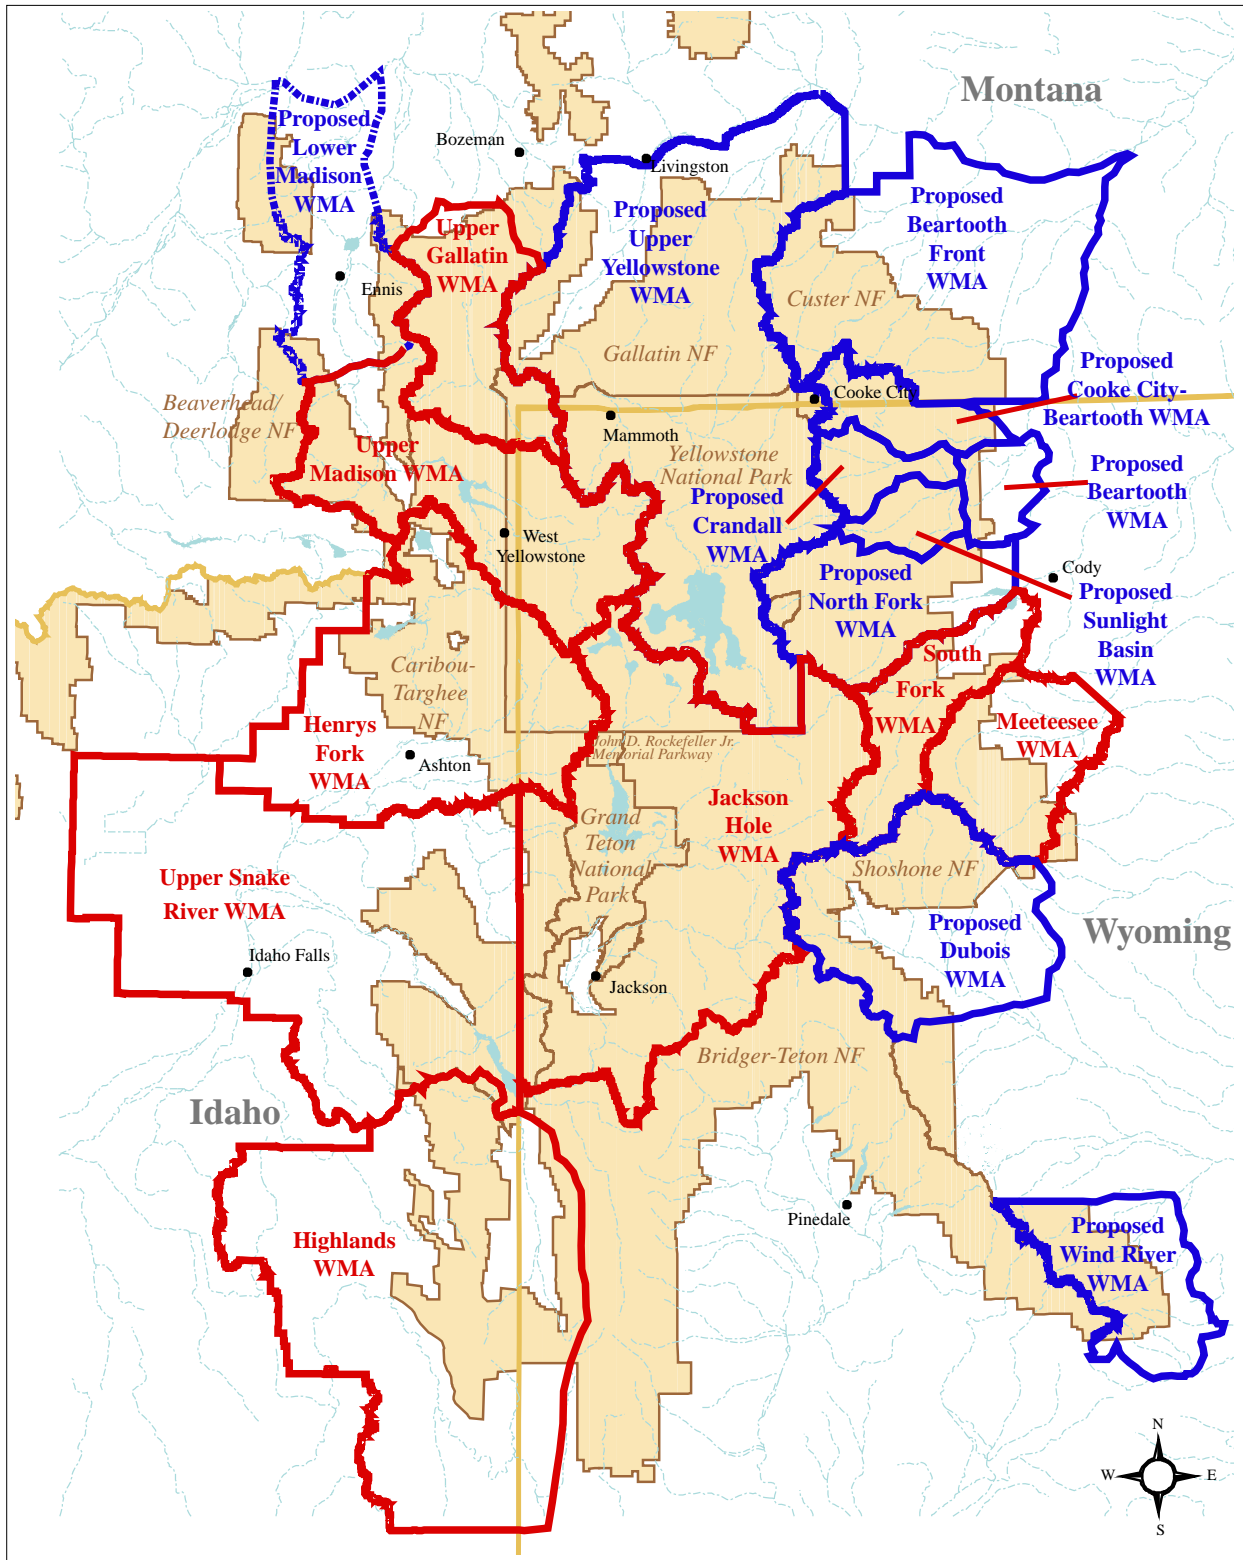 Montana
Proposed
Lower
Madison
WMA
Bozeman
Livingston
Proposed
Upper
Yellowstone
WMA
Proposed
Beartooth
Front
WMA
Upper
Gallatin
WMA
Ennis
Custer NF
Gallatin NF
Proposed
Cooke City-
Beartooth WMA
Cooke City
Beaverhead/
Deerlodge NF
Mammoth
Upper
Madison WMA
Yellowstone
National Park
Proposed
Beartooth
WMA
Proposed
Crandall
WMA
West
Yellowstone
Cody
Proposed
North Fork
WMA
Proposed
Sunlight
Basin
WMA
South
Fork
WMA
Caribou-
Targhee
NF
Meeteesee
WMA
Henrys
Fork
WMA
Ashton
John D. Rockefeller Jr.
Memorial Parkway
Jackson
Hole
WMA
Grand
Teton
National
Park
Shoshone NF
Upper Snake
River WMA
Proposed
Dubois
WMA
Wyoming
Idaho Falls
Jackson
Bridger-Teton NF
Idaho
Pinedale
Proposed
Wind River
WMA
Highlands
WMA
N
W
E
S